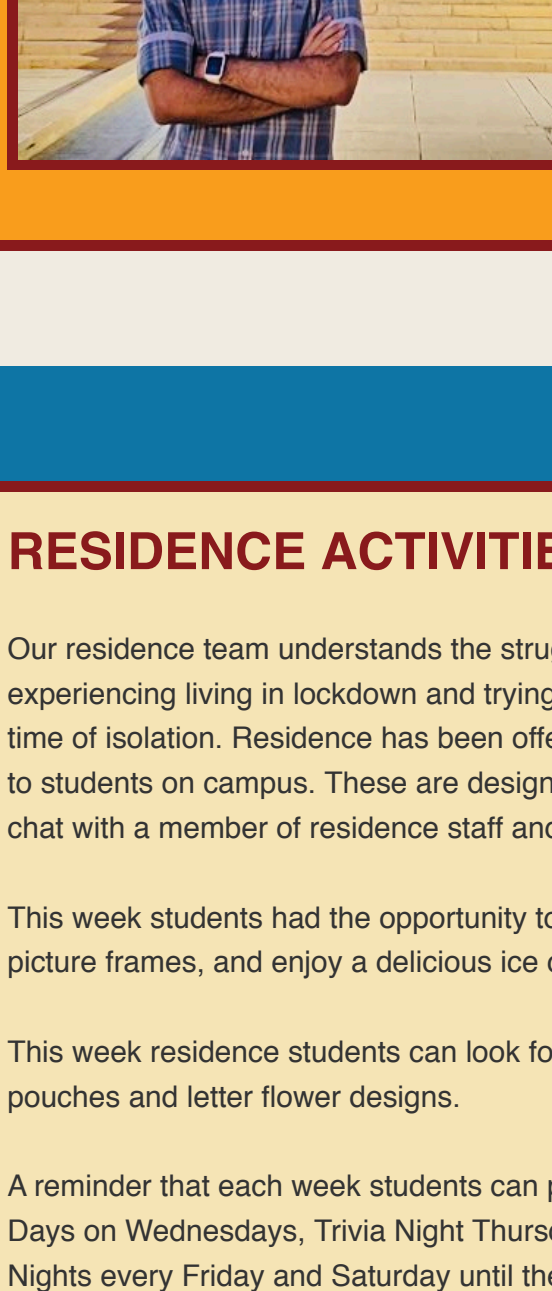 RESIDENCE ACTIVITIE
Our residence team understands the stru
experiencing living in lockdown and trying
time of isolation. Residence has been offe
to students on campus. These are design
chat with a member of residence staff and
This week students had the opportunity to
picture frames, and enjoy a delicious ice
This week residence students can look fo
pouches and letter flower designs.
A reminder that each week students can
Days on Wednesdays, Trivia Night Thurs
Nights every Friday and Saturday until the